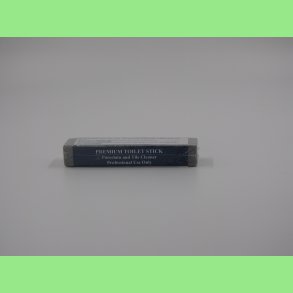 PREMIUM TOILET STICK
Porcelain and Tile Cleaner
Professional Use Only